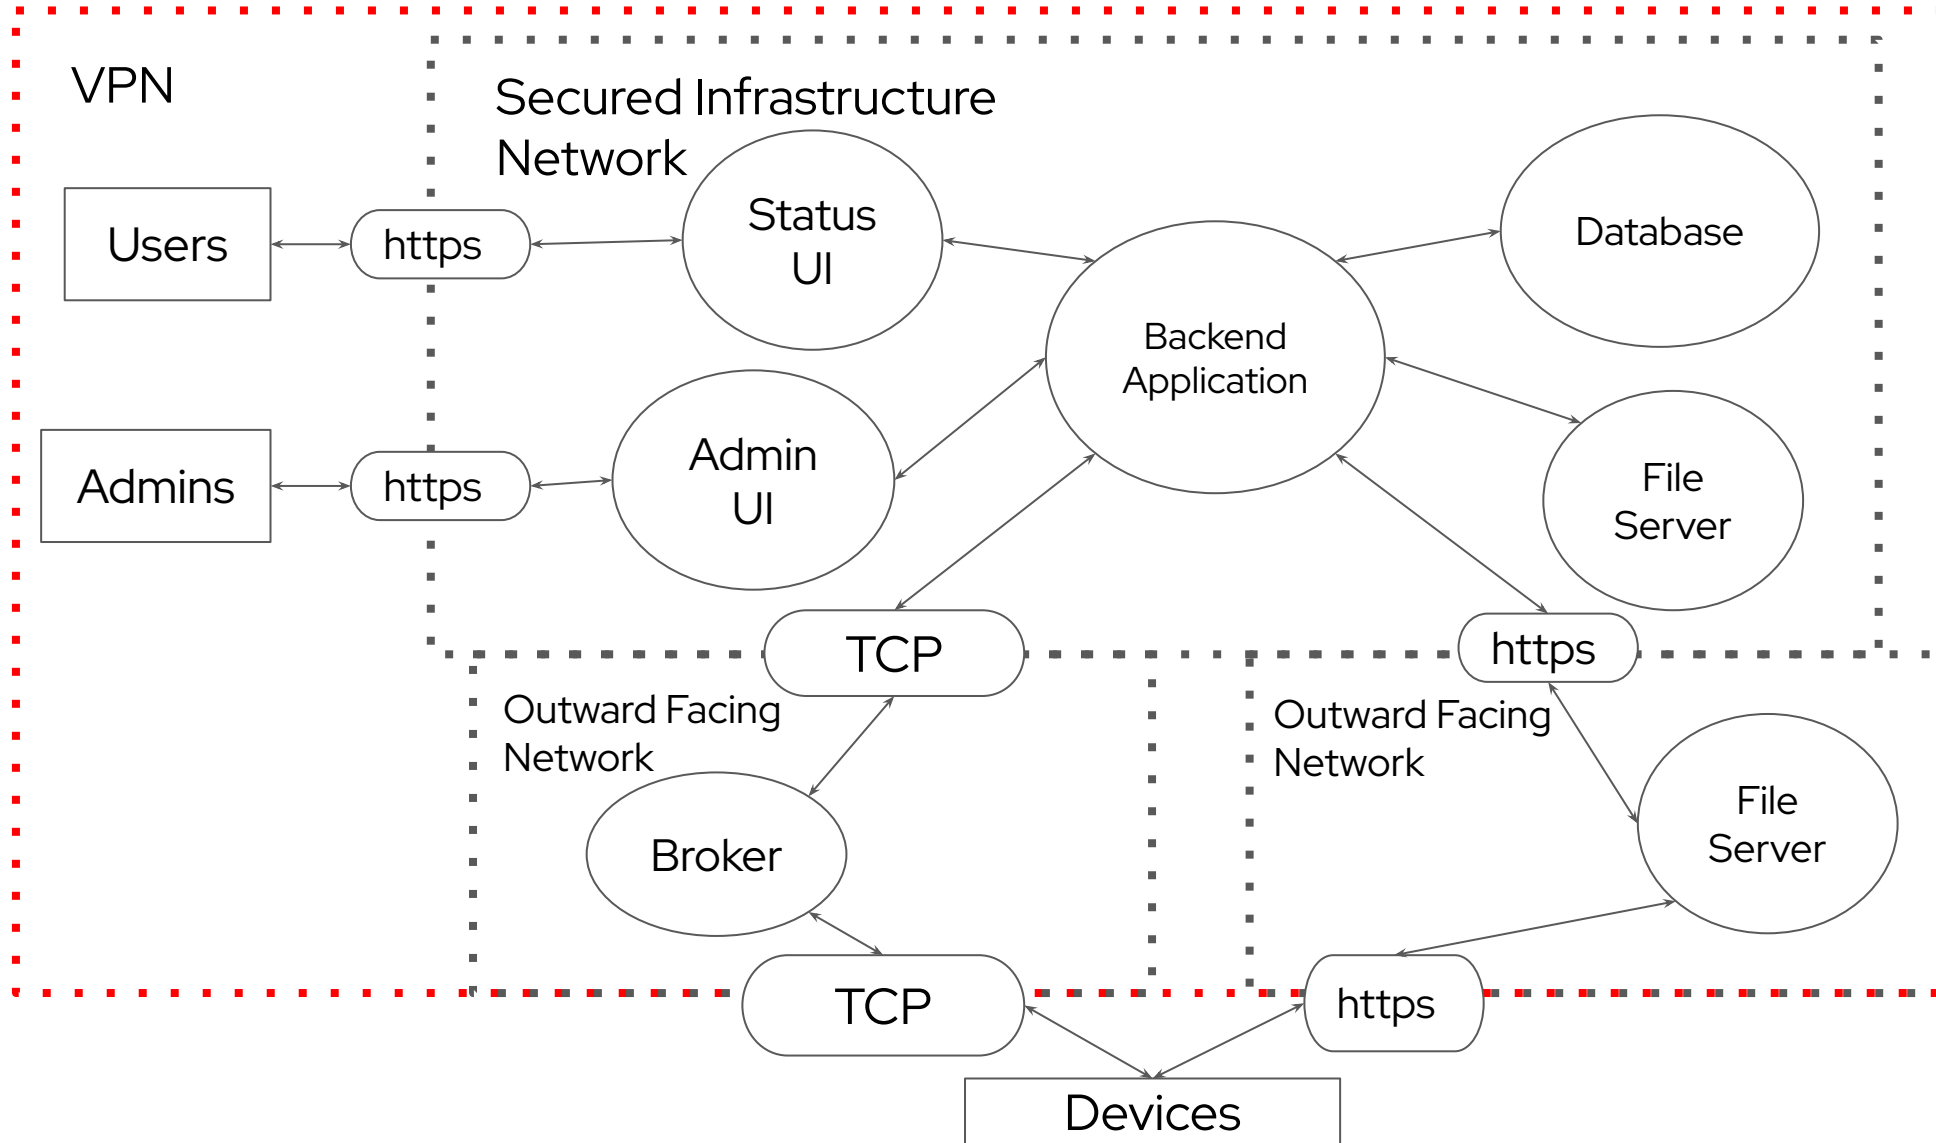 VPN
Secured Infrastructure
Network
Users
https
Status
UI
Database
Backend
Application
Admins
https
Admin
UI
File
Server
TCP
https
Outward Facing
Network
Outward Facing
Network
Broker
File
Server
TCP
https
Devices